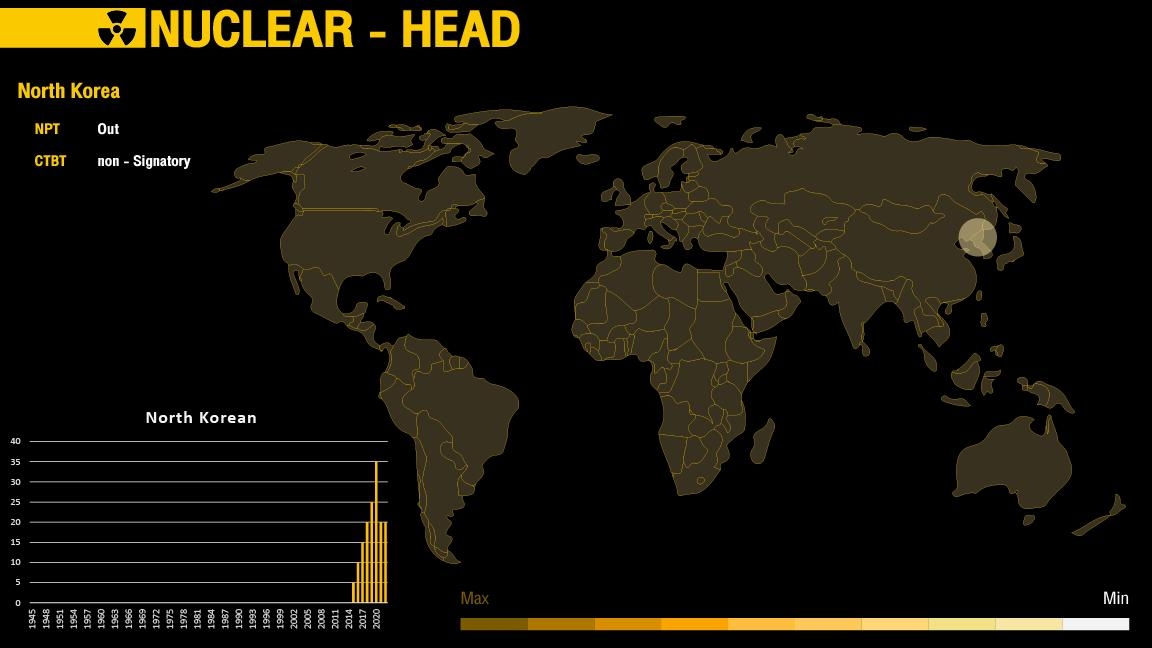 NUCLEAR - HEAD
North Korea
NPT Out
CTBT non - Signatory
North Korean
40
35
30
25
20
15
10
5
0
1945 1948 1951 1954 1957 1960 1963 1966 1969 1972 1975 1978 1981 1984 1987 1990 1993 1996 1999 2002 2005 2008 2011 2014 2017 2020
Max Min